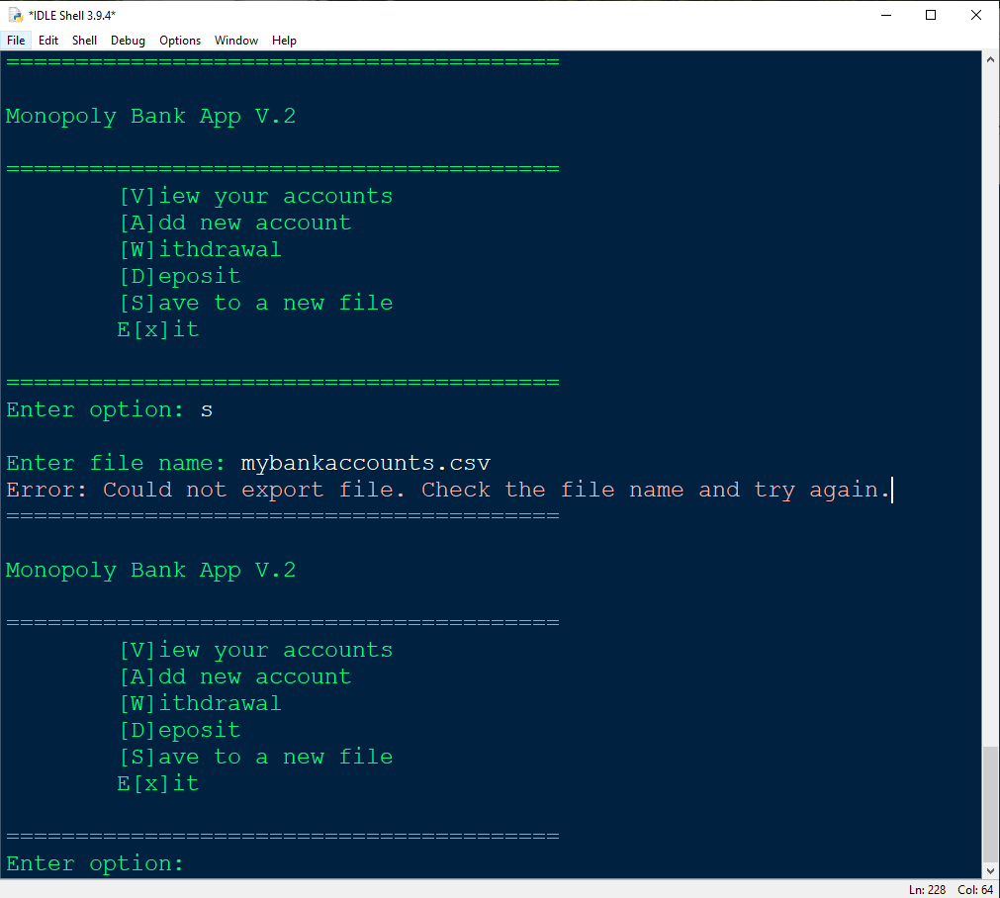 *IDLE Shell 3.9.4*
File Edit Shell Debug Options Window Help
========================================
Monopoly Bank App V.2
========================================
[V]iew your accounts
[A]dd new account
[W]ithdrawal
[D]eposit
[S]ave to a new file
E[x]it
========================================
Enter option: s
Enter file name: mybankaccounts.csv
Error: Could not export file. Check the file name and try again.
========================================
Monopoly Bank App V.2
========================================
[V]iew your accounts
[A]dd new account
[W]ithdrawal
[D]eposit
[S]ave to a new file
E[x]it
========================================
Enter option:
Ln: 228 Col: 64